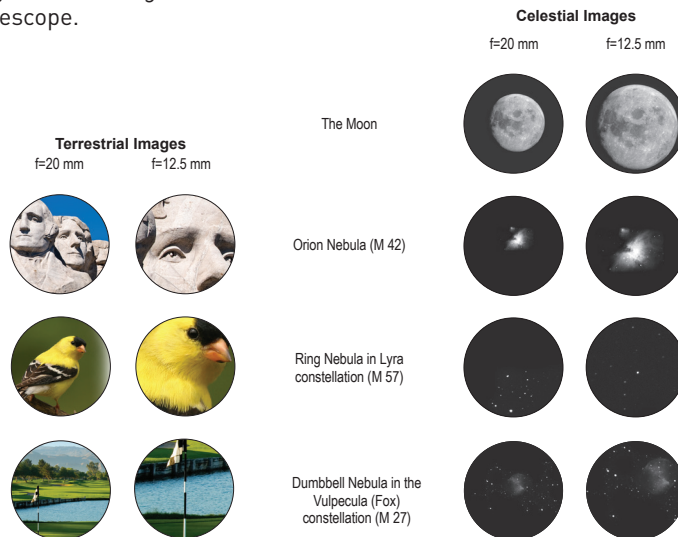 escope.
Terrestrial Images
f=20 mm
f=12.5 mm
Celestial Images
f=20 mm
f=12.5 mm
The Moon
Orion Nebula (M 42)
Ring Nebula in Lyra
constellation (M 57)
Dumbbell Nebula in the
Vulpecula (Fox)
constellation (M 27)